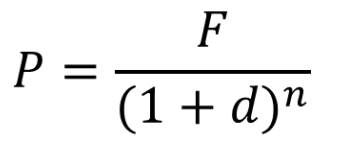 P = F / (1 + d)^n